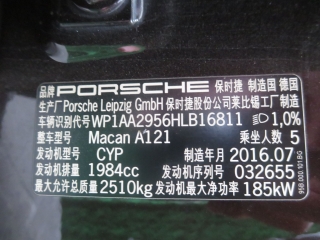 品牌 PORSCHE 保时捷 制造国 德国
生产厂 Porsche Leipzig GmbH 保时捷股份公司莱比锡工厂制造
车辆识别代号 WP1AA2956HLB16811 1,0%
整车型号 Macan A121 乘坐人数 5
发动机型号 CYP 制造年月 2016.07
发动机排量 1984cc 发动机序列号 032655
最大允许总质量 2510kg 发动机最大净功率 185kW
95B 000 101 BG